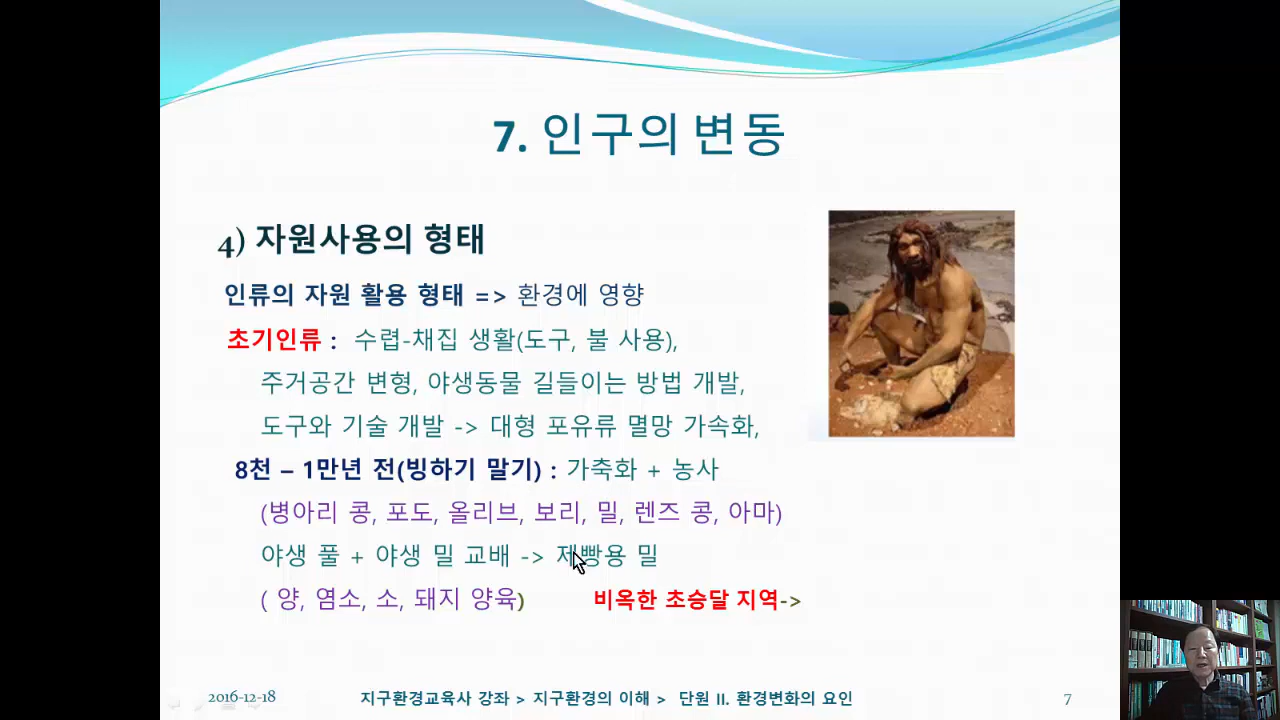 7. 인구의 변동
4) 자원사용의 형태
인류의 자원 활용 형태 => 환경에 영향
초기인류 : 수렵-채집 생활(도구, 불 사용),
주거공간 변형, 야생동물 길들이는 방법 개발,
도구와 기술 개발 -> 대형 포유류 멸망 가속화,
8천 – 1만년 전(빙하기 말기) : 가축화 + 농사
(병아리 콩, 포도, 올리브, 보리, 밀, 렌즈 콩, 아마)
야생 풀 + 야생 밀 교배 -> 제빵용 밀
( 양, 염소, 소, 돼지 양육) 비옥한 초승달 지역->
2016-12-18 지구환경교육사 강좌 > 지구환경의 이해 > 단원 II. 환경변화의 요인 7